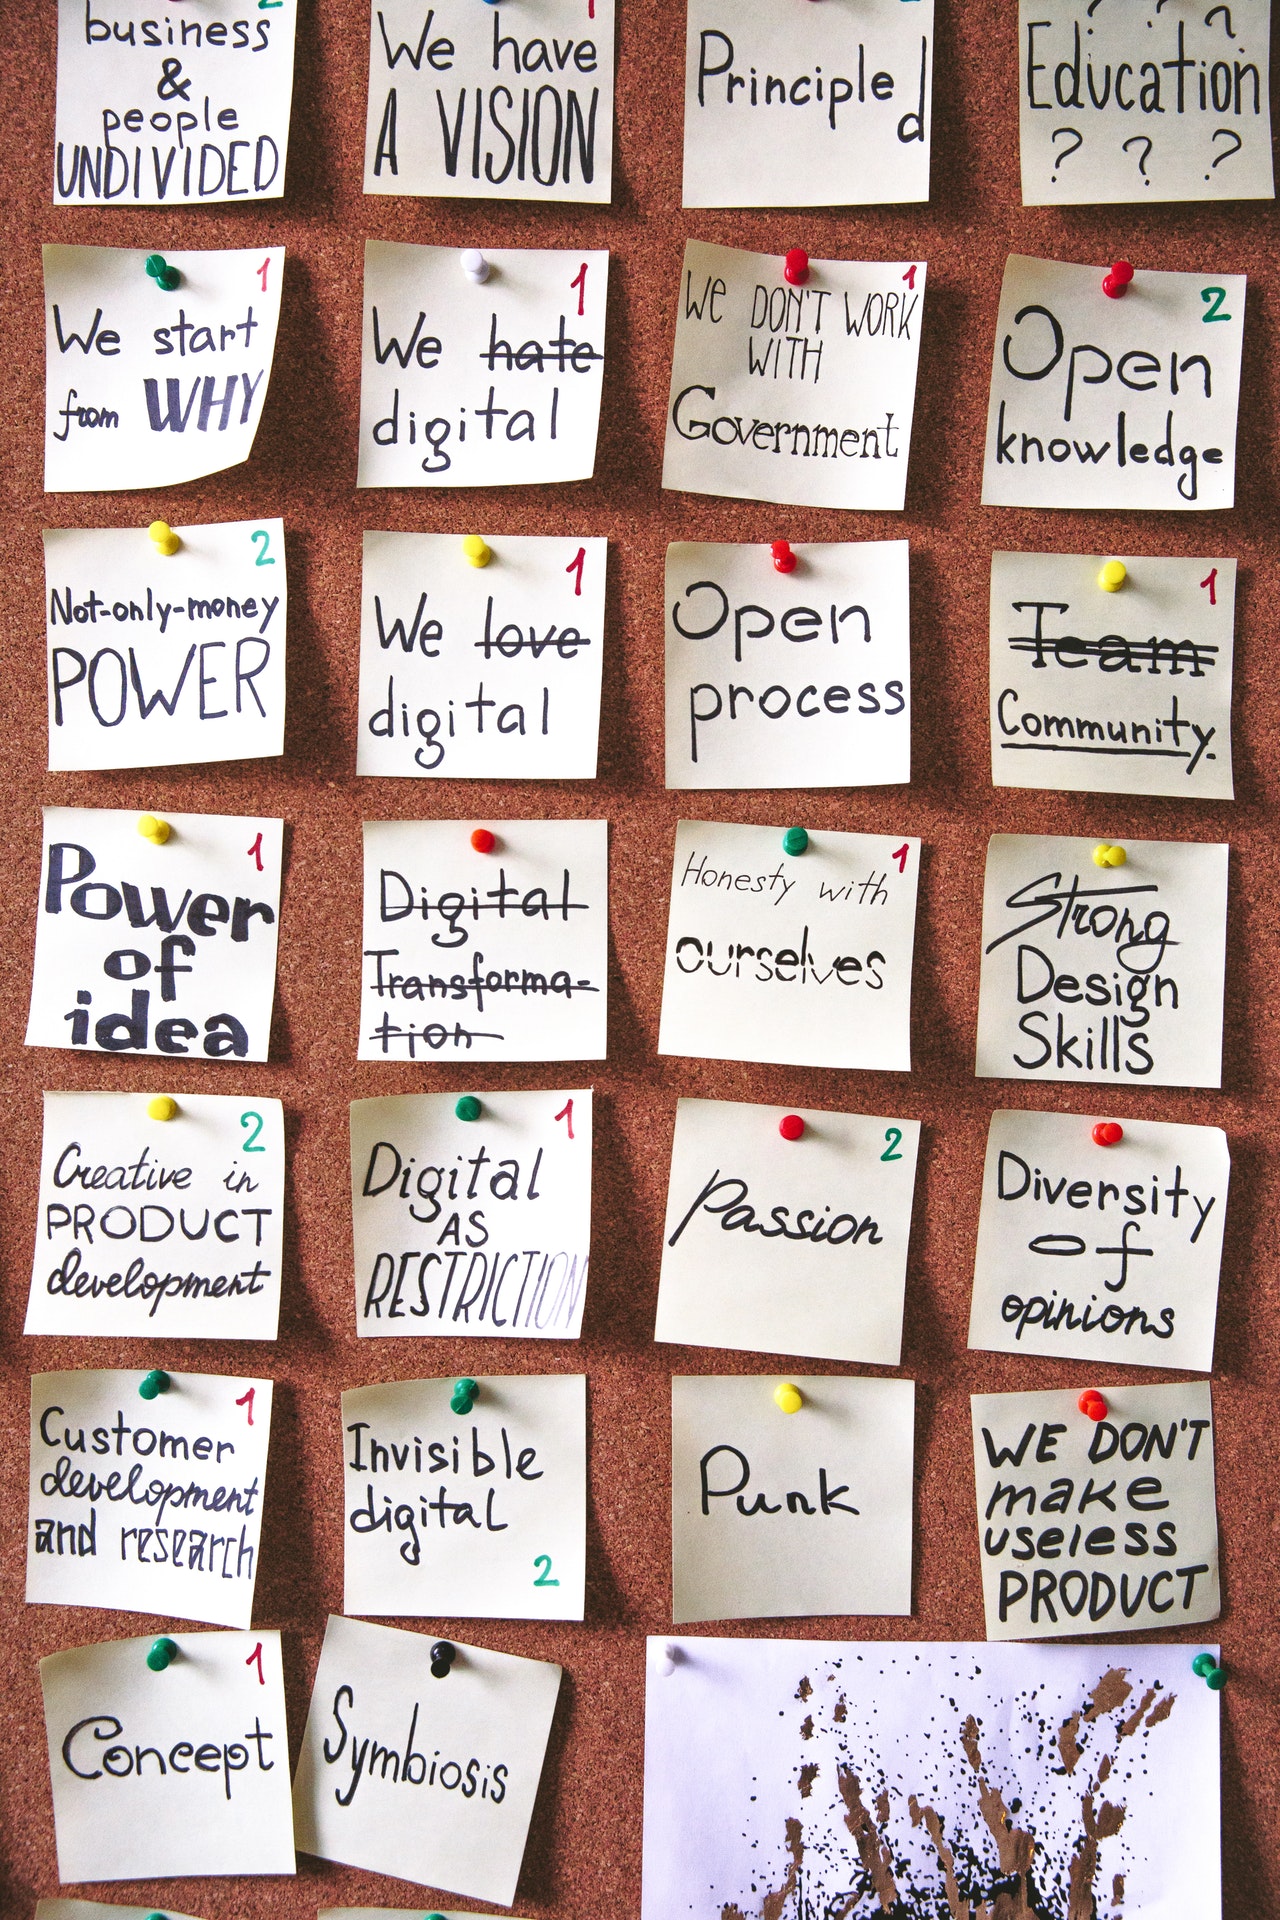 2
business
&
people
UNDIVIDED
1
We have
A VISION
Principled
? ? ?
Education
? ? ?
1
We start
from WHY
1
We hate
digital
1
WE DON'T WORK
WITH
Government
2
Open
knowledge
2
Not-only-money
POWER
1
We love
digital
Open
process
1
Team
Community.
1
Power
of
idea
Digital
Transforma-
tion
1
Honesty with
ourselves
Strong
Design
Skills
2
Creative in
PRODUCT
development
1
Digital
AS
RESTRICTION
2
Passion
Diversity
of
opinions
1
Customer
development
and research
Invisible
digital
2
Punk
WE DON'T
make
useless
PRODUCT
1
Concept
Symbiosis